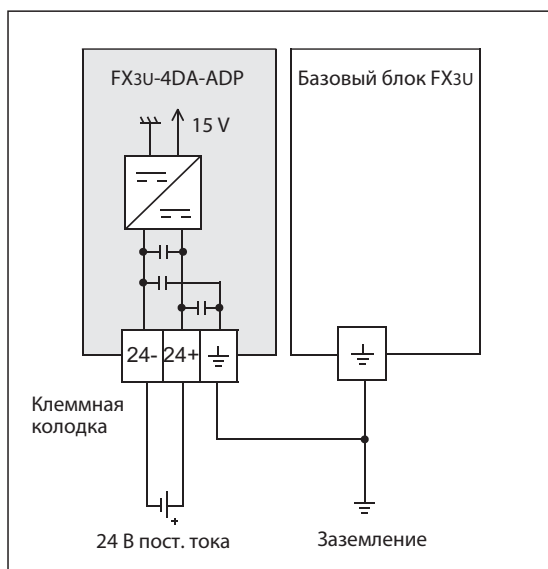 FX3U-4DA-ADP
Базовый блок FX3U
15 V
24-
24+
Клеммная
колодка
+
24 В пост. тока
Заземление